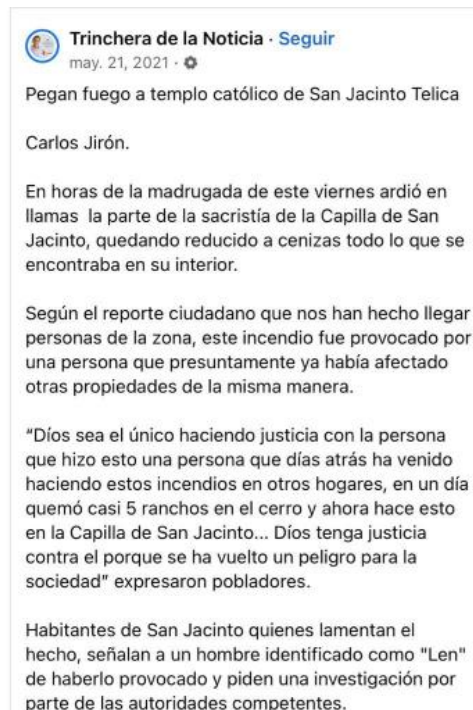 Trinchera de la Noticia · Seguir
may. 21, 2021 ·
Pegan fuego a templo católico de San Jacinto Telica
Carlos Jirón.
En horas de la madrugada de este viernes ardió en
llamas  la parte de la sacristía de la Capilla de San
Jacinto, quedando reducido a cenizas todo lo que se
encontraba en su interior.
Según el reporte ciudadano que nos han hecho llegar
personas de la zona, este incendio fue provocado por
una persona que presuntamente ya había afectado
otras propiedades de la misma manera.
“Díos sea el único haciendo justicia con la persona
que hizo esto una persona que días atrás ha venido
haciendo estos incendios en otros hogares, en un día
quemó casi 5 ranchos en el cerro y ahora hace esto
en la Capilla de San Jacinto... Díos tenga justicia
contra el porque se ha vuelto un peligro para la
sociedad” expresaron pobladores.
Habitantes de San Jacinto quienes lamentan el
hecho, señalan a un hombre identificado como "Len"
de haberlo provocado y piden una investigación por
parte de las autoridades competentes.